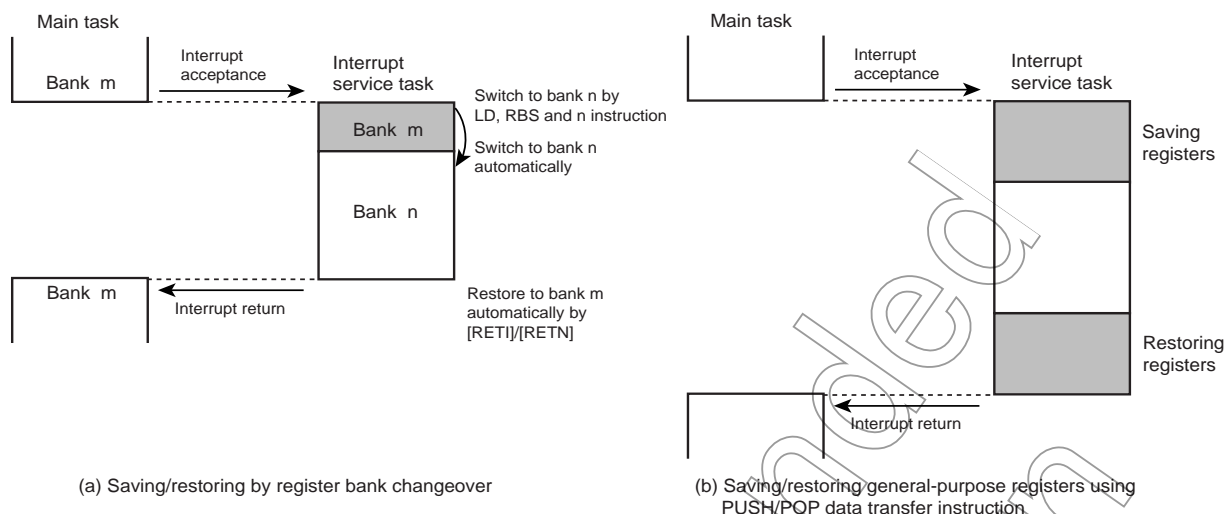 Main task
Bank m
Interrupt
acceptance
Interrupt
service task
Bank m
Switch to bank n by
LD, RBS and n instruction
Switch to bank n
automatically
Bank n
Bank m
Interrupt return
Restore to bank m
automatically by
[RETI]/[RETN]
(a) Saving/restoring by register bank changeover
Main task
Interrupt
acceptance
Interrupt
service task
Saving
registers
Restoring
registers
Interrupt return
(b) Saving/restoring general-purpose registers using
PUSH/POP data transfer instruction